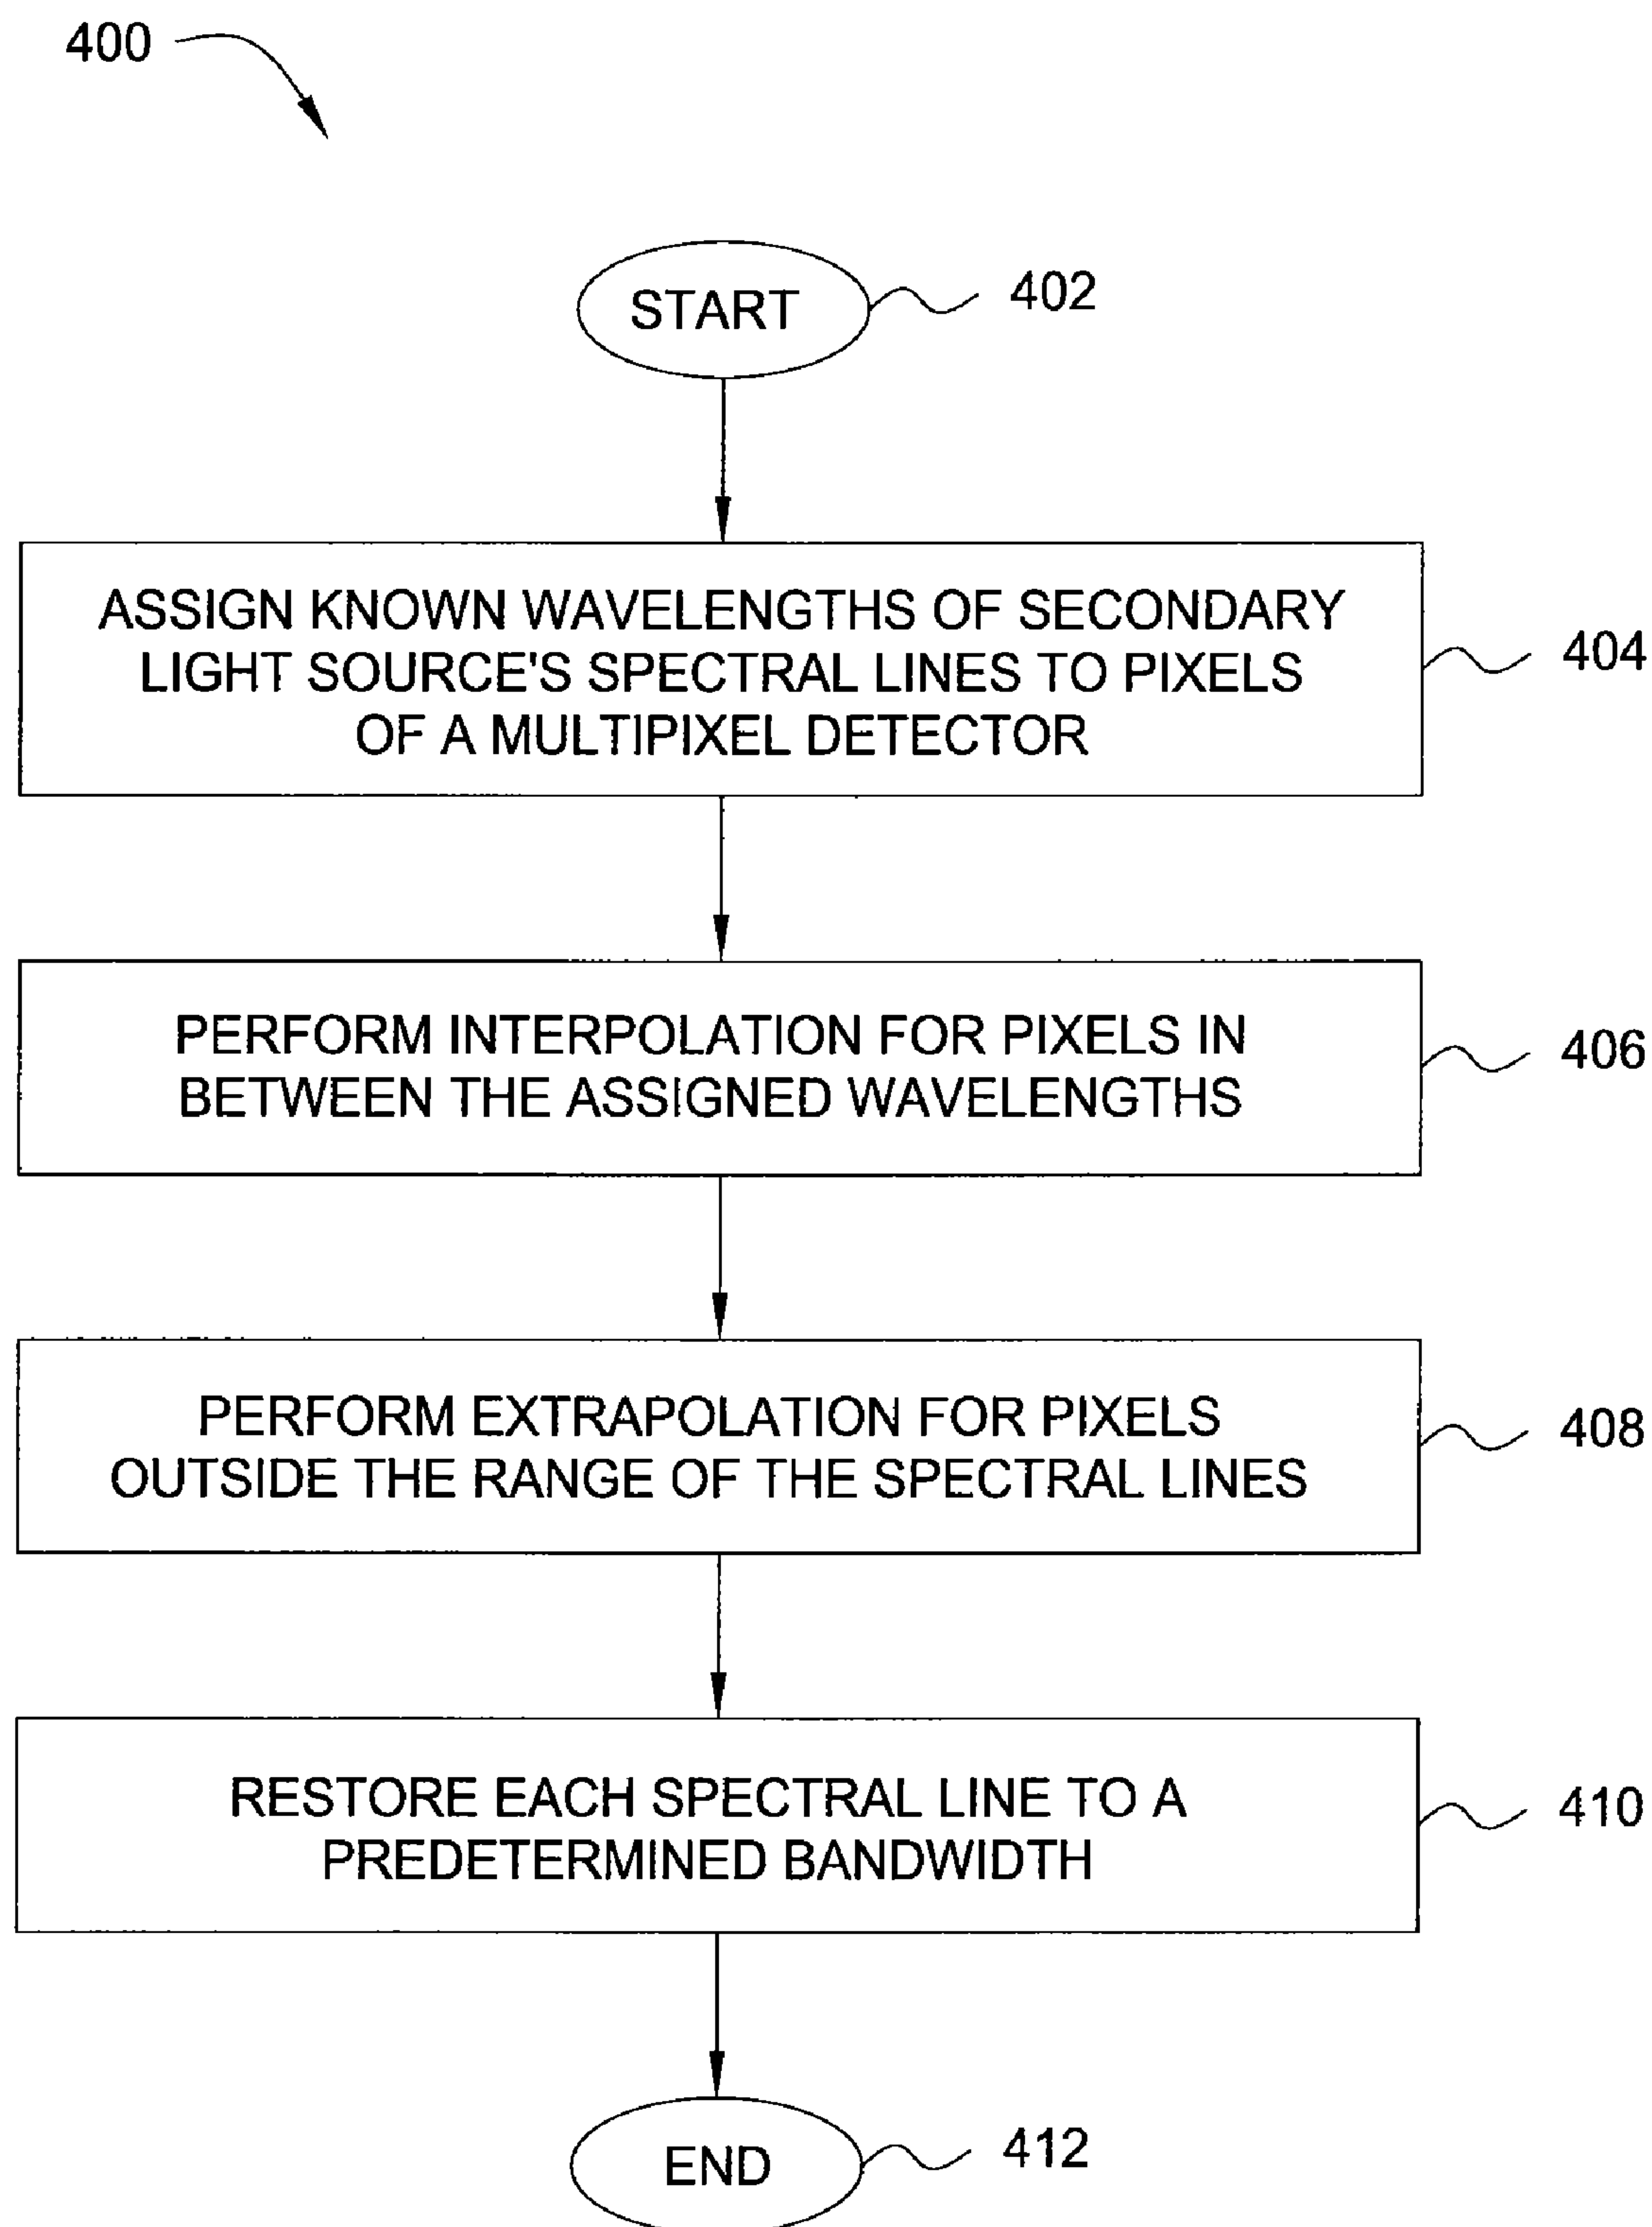 400
START
402
ASSIGN KNOWN WAVELENGTHS OF SECONDARY
LIGHT SOURCE'S SPECTRAL LINES TO PIXELS
OF A MULTIPIXEL DETECTOR
404
PERFORM INTERPOLATION FOR PIXELS IN
BETWEEN THE ASSIGNED WAVELENGTHS
406
PERFORM EXTRAPOLATION FOR PIXELS
OUTSIDE THE RANGE OF THE SPECTRAL LINES
408
RESTORE EACH SPECTRAL LINE TO A
PREDETERMINED BANDWIDTH
410
END
412